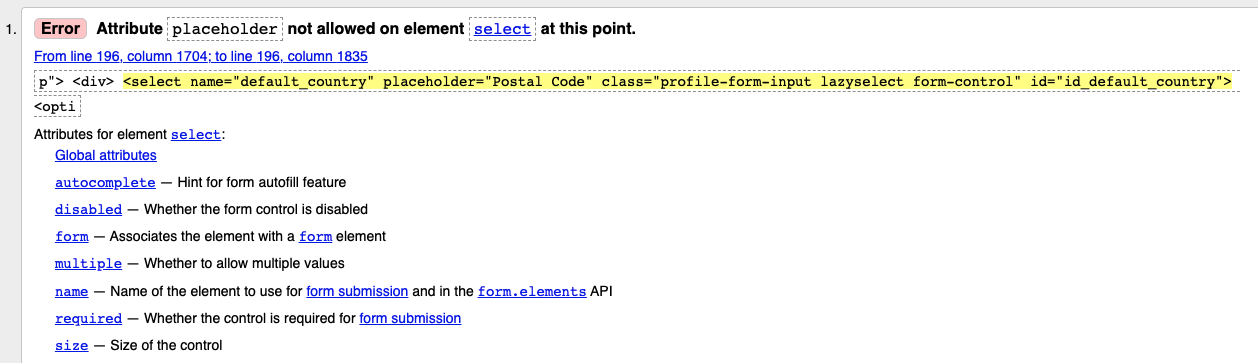 1. Error Attribute placeholder not allowed on element select at this point.
From line 196, column 1704; to line 196, column 1835
p"> <div> <select name="default_country" placeholder="Postal Code" class="profile-form-input lazyselect form-control" id="id_default_country">
<opti
Attributes for element select:
Global attributes
autocomplete — Hint for form autofill feature
disabled — Whether the form control is disabled
form — Associates the element with a form element
multiple — Whether to allow multiple values
name — Name of the element to use for form submission and in the form.elements API
required — Whether the control is required for form submission
size — Size of the control